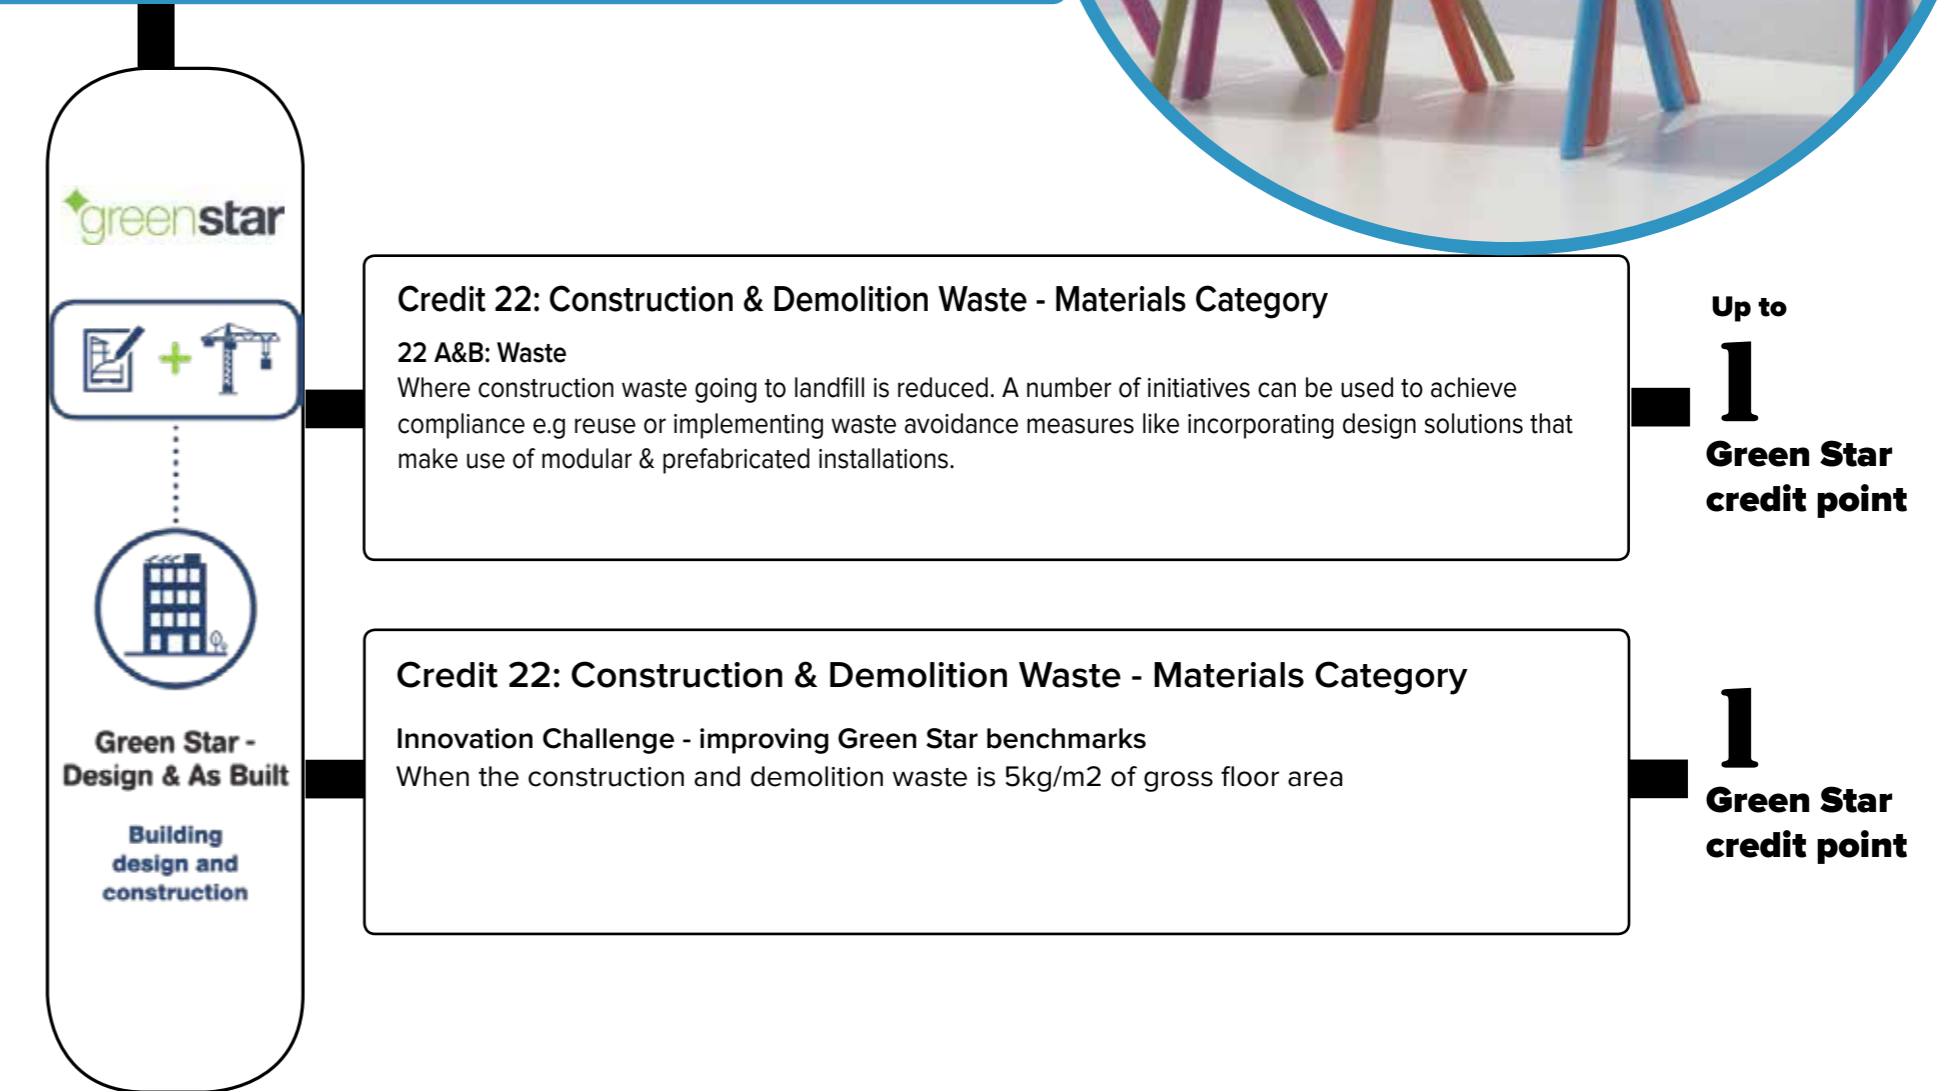 greenstar
Green Star -
Design & As Built
Building
design and
construction
Credit 22: Construction & Demolition Waste - Materials Category
22 A&B: Waste
Where construction waste going to landfill is reduced. A number of initiatives can be used to achieve
compliance e.g reuse or implementing waste avoidance measures like incorporating design solutions that
make use of modular & prefabricated installations.
Up to
1
Green Star
credit point
Credit 22: Construction & Demolition Waste - Materials Category
Innovation Challenge - improving Green Star benchmarks
When the construction and demolition waste is 5kg/m2 of gross floor area
1
Green Star
credit point